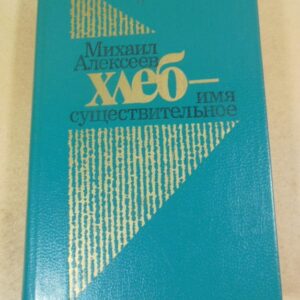 Михаил
Алексеев
хлеб—
имя
существительное